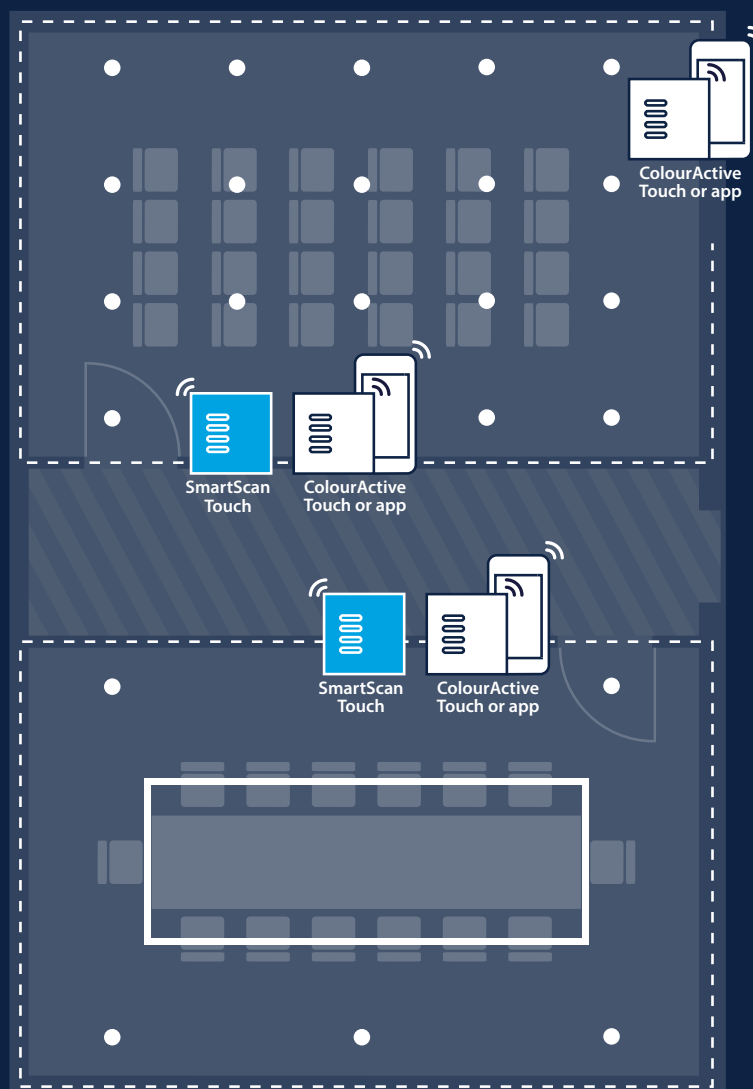 ColourActive
Touch or app
SmartScan
Touch
ColourActive
Touch or app
SmartScan
Touch
ColourActive
Touch or app